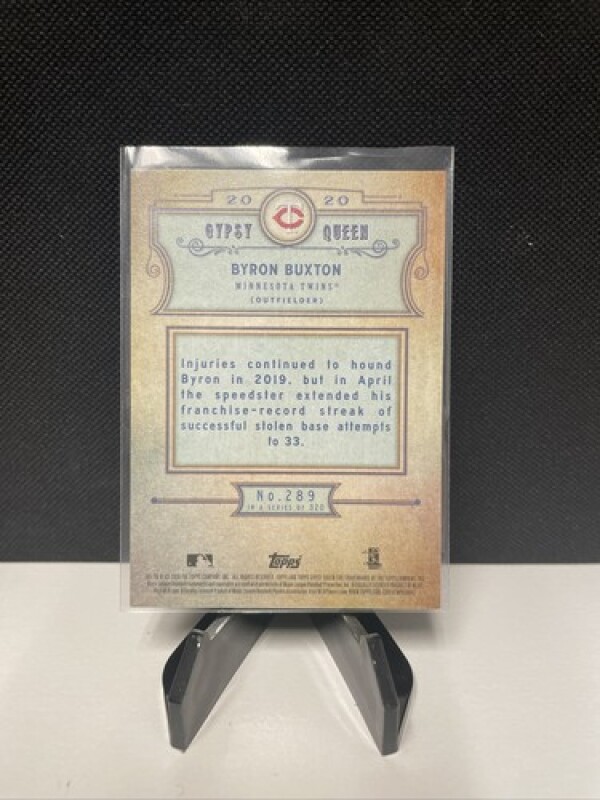 20 20
TC
GYPSY QUEEN
BYRON BUXTON
MINNESOTA TWINS®
(OUTFIELDER)
Injuries continued to hound
Byron in 2019, but in April
the speedster extended his
franchise-record streak of
successful stolen base attempts
to 33.
No.289
IN A SERIES OF 320
Topps